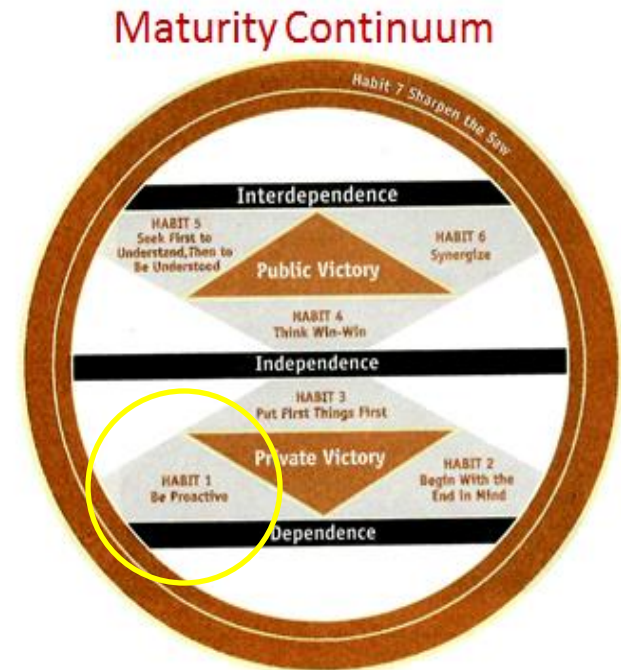 Maturity Continuum
Habit 7 Sharpen the Saw
Interdependence
HABIT 5
Seek First to
Understand,Then to
Be Understood
HABIT 6
Synergize
Public Victory
HABIT 4
Think Win-Win
Independence
HABIT 3
Put First Things First
Private Victory
HABIT 1
Be Proactive
HABIT 2
Begin With the
End in Mind
Dependence